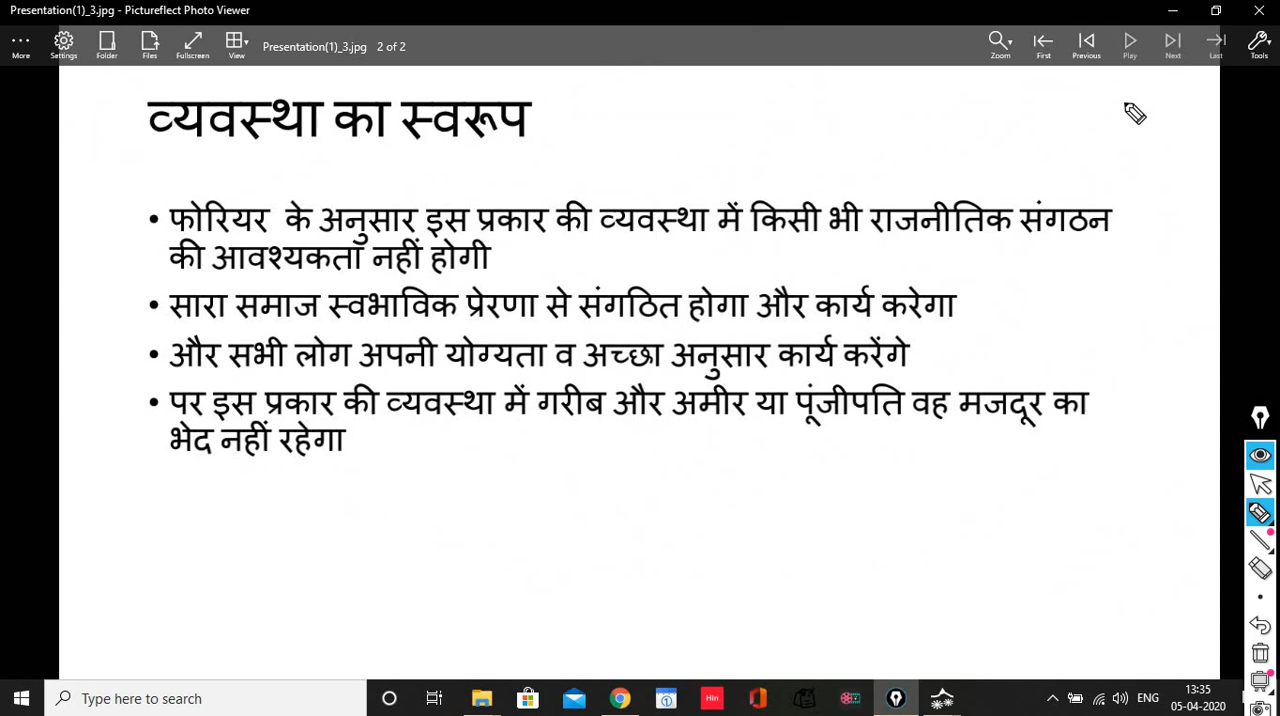 Presentation(1)_3.jpg - Pictureflect Photo Viewer
More Settings Folder Files Fullscreen View Presentation(1)_3.jpg 2 of 2 Zoom First Previous Play Next Last Tools
व्यवस्था का स्वरूप
• फोरियर के अनुसार इस प्रकार की व्यवस्था में किसी भी राजनीतिक संगठन
की आवश्यकता नहीं होगी
• सारा समाज स्वभाविक प्रेरणा से संगठित होगा और कार्य करेगा
• और सभी लोग अपनी योग्यता व अच्छा अनुसार कार्य करेंगे
• पर इस प्रकार की व्यवस्था में गरीब और अमीर या पूंजीपति वह मजदूर का
भेद नहीं रहेगा
Type here to search
Hin
ENG
13:35
05-04-2020